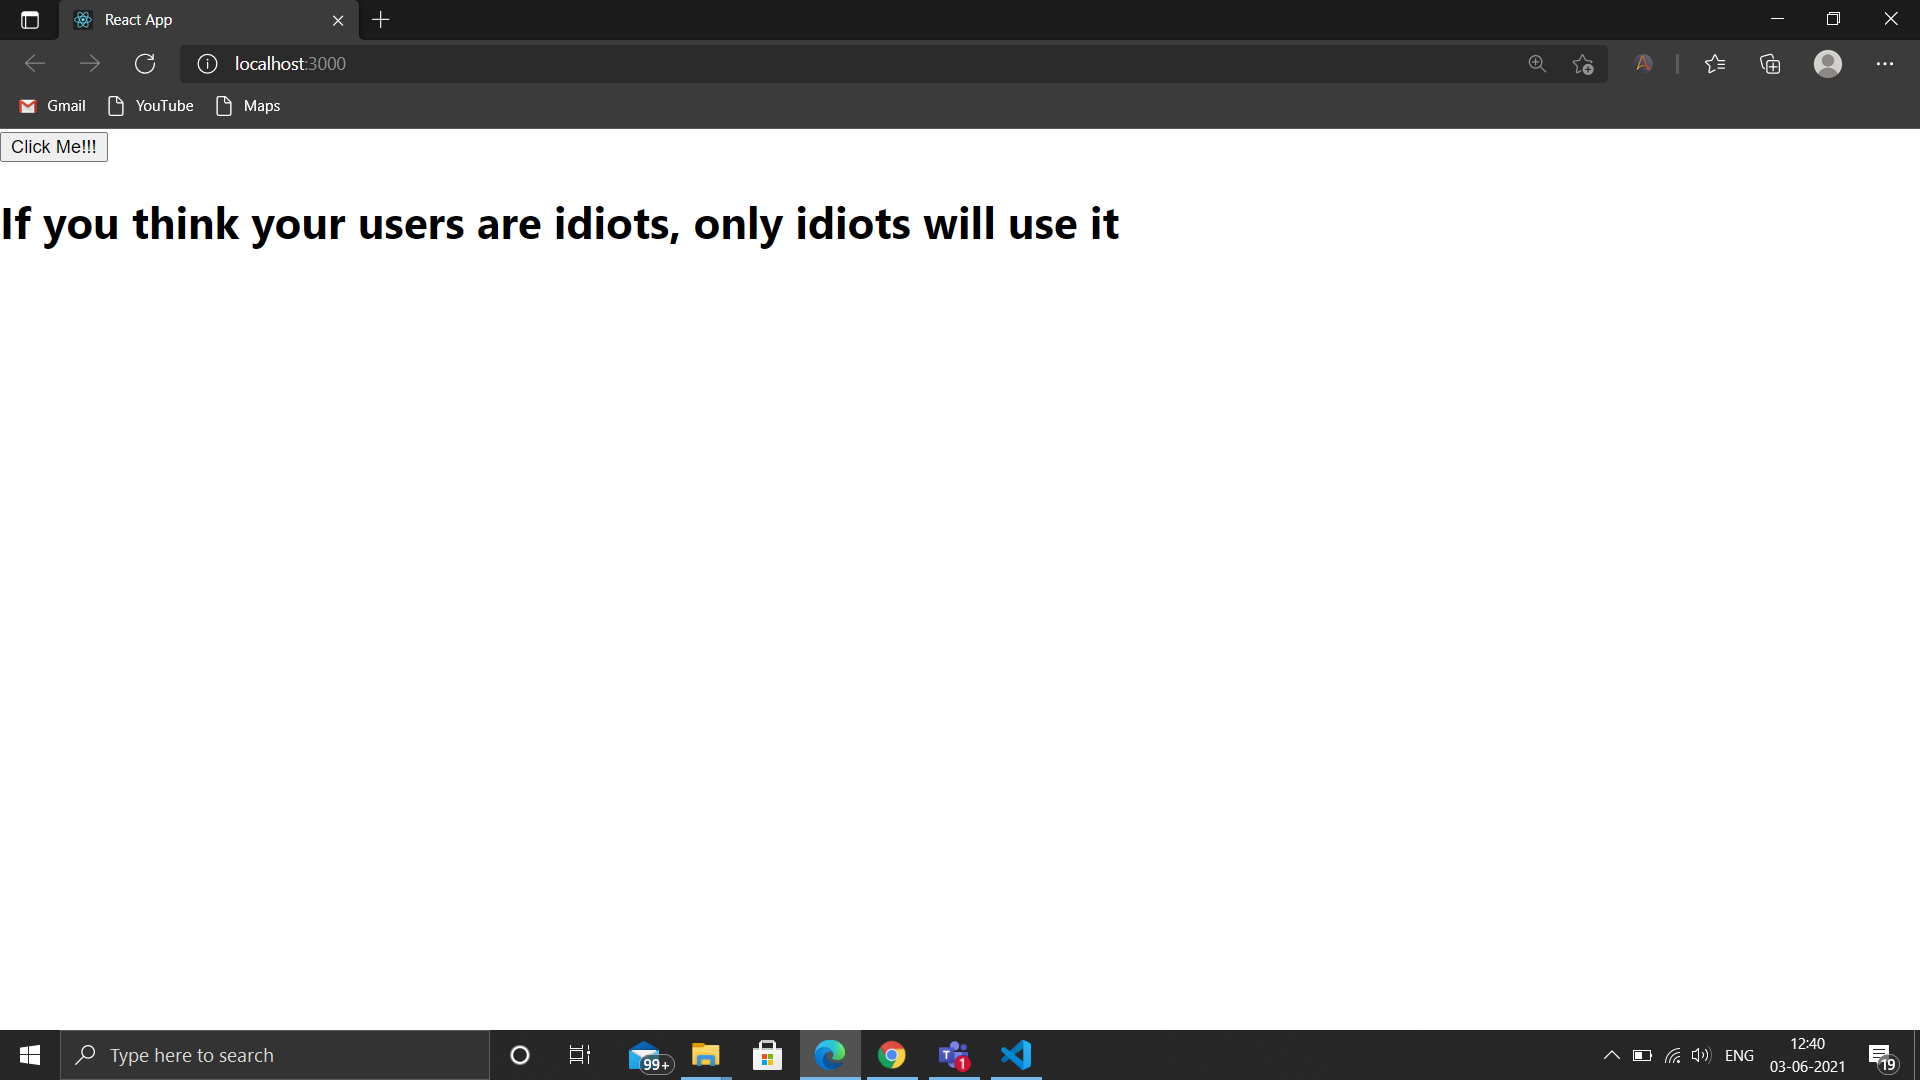 React App
localhost:3000
Gmail YouTube Maps
Click Me!!!
If you think your users are idiots, only idiots will use it
Type here to search
99+
T 1
ENG
12:40
03-06-2021
19